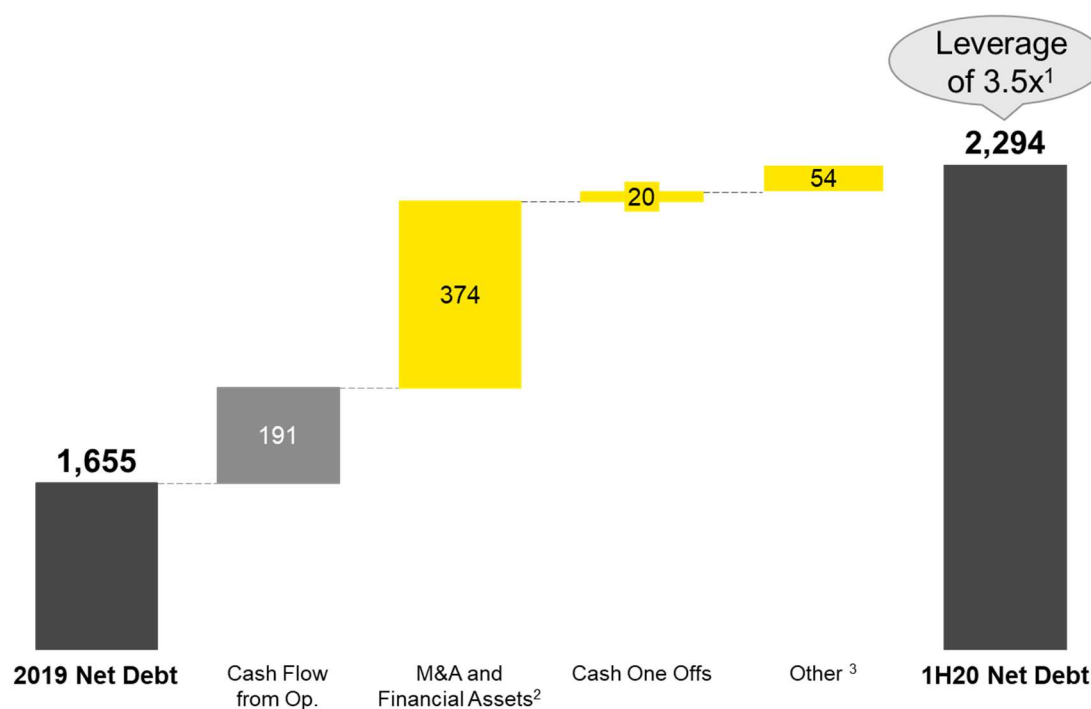 Leverage
of 3.5x¹
2,294
54
20
374
191
1,655
2019 Net Debt
Cash Flow
from Op.
M&A and
Financial Assets²
Cash One Offs
Other ³
1H20 Net Debt